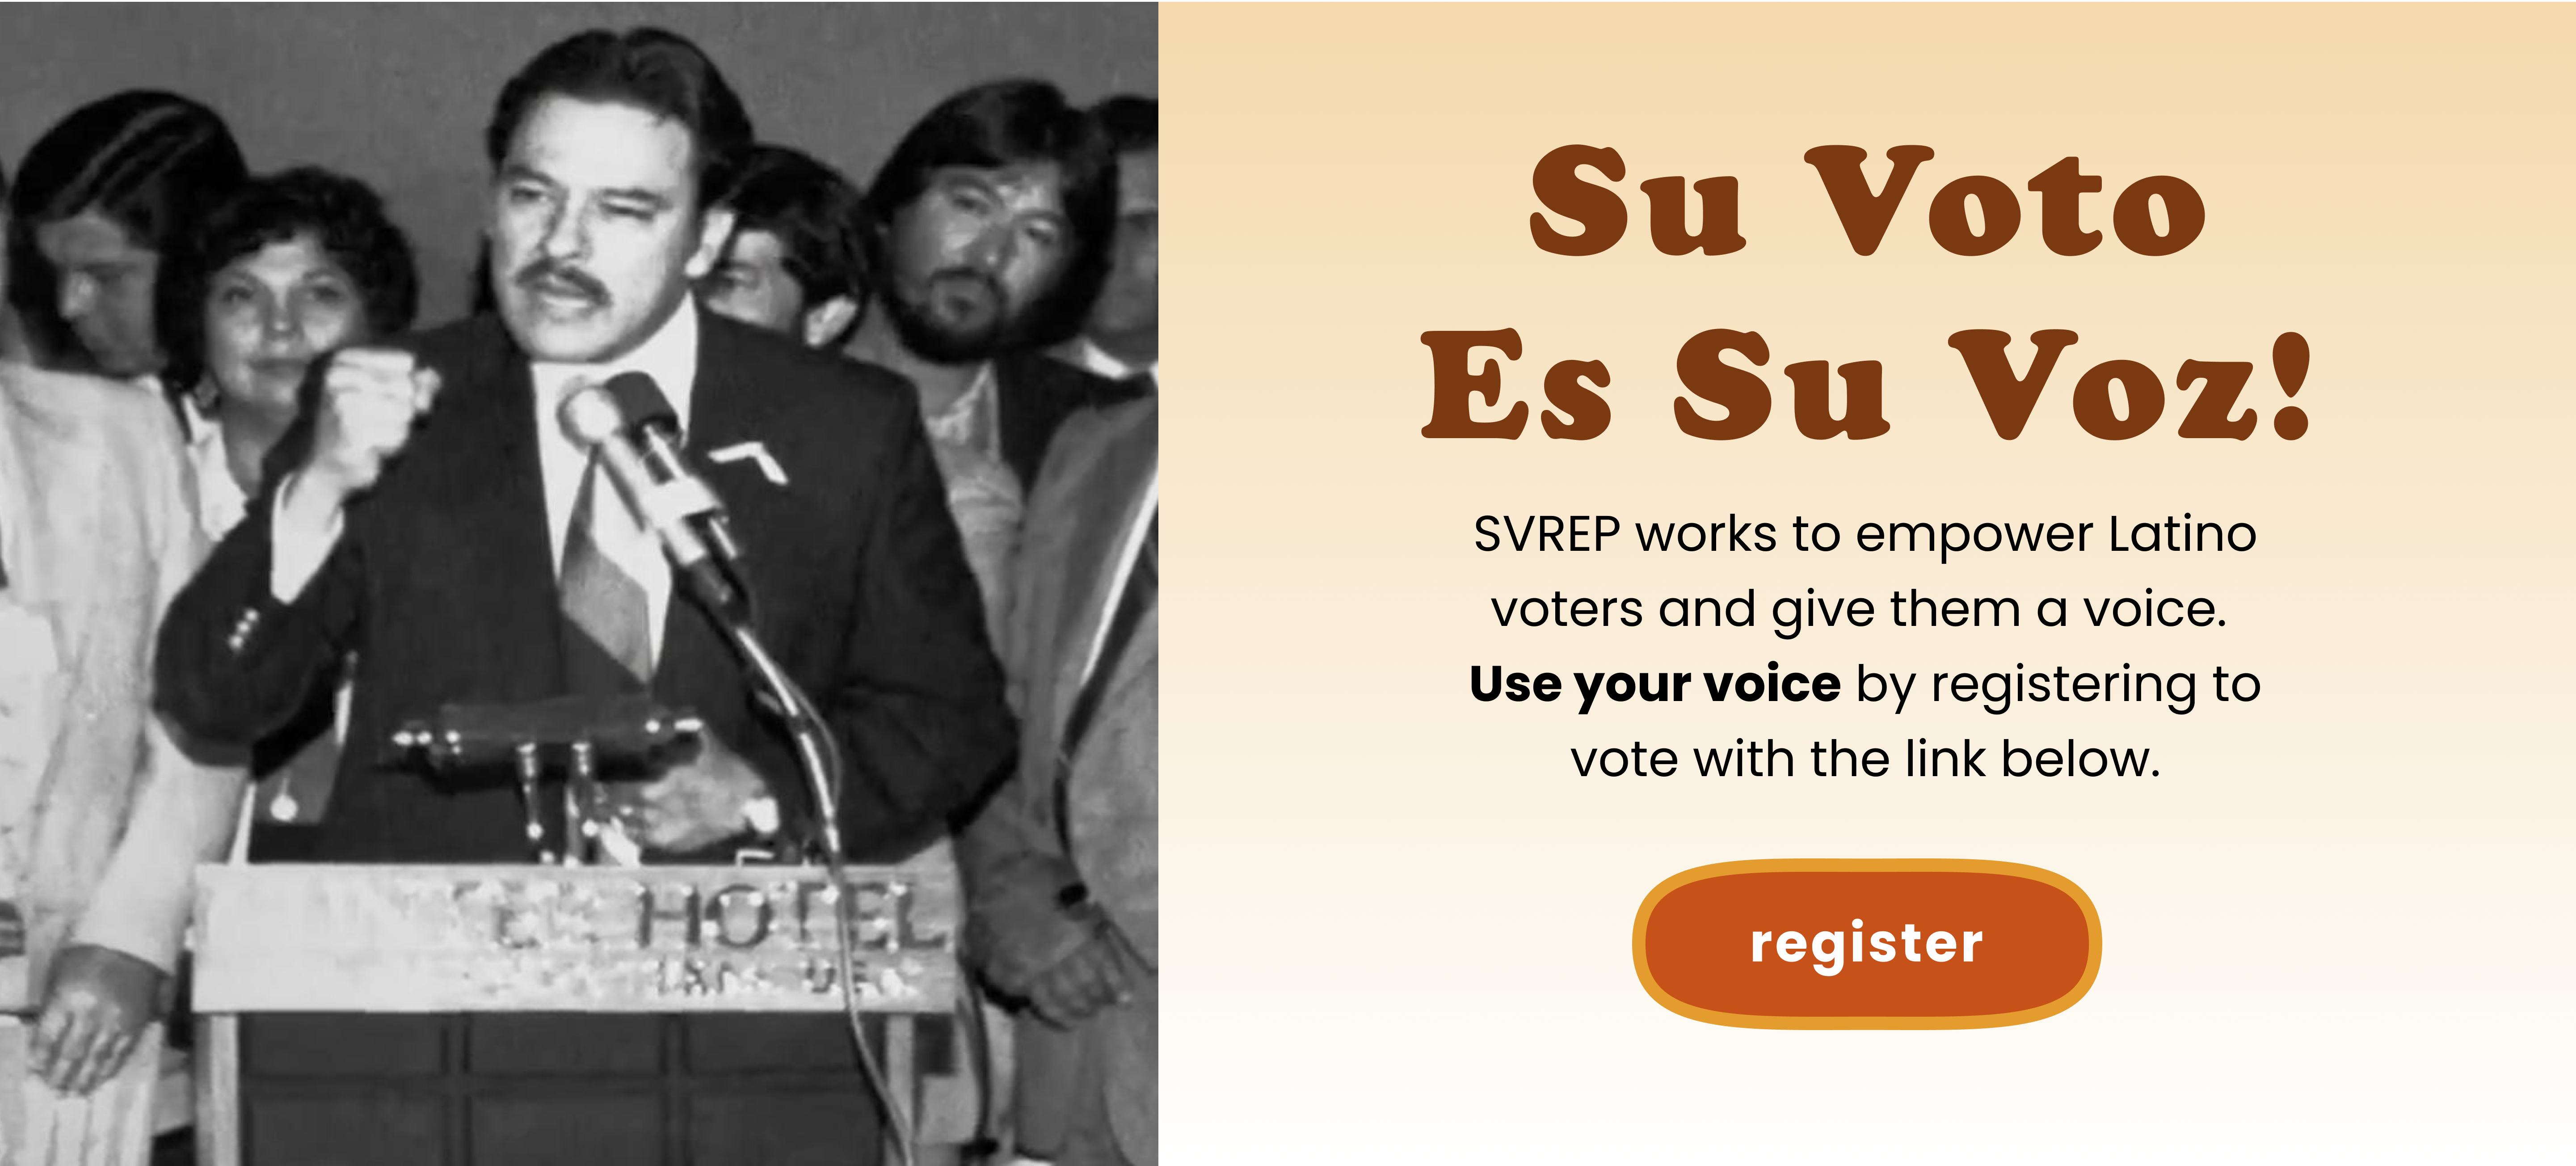 HOTEL
Su Voto
Es Su Voz!
SVREP works to empower Latino
voters and give them a voice.
Use your voice by registering to
vote with the link below.
register